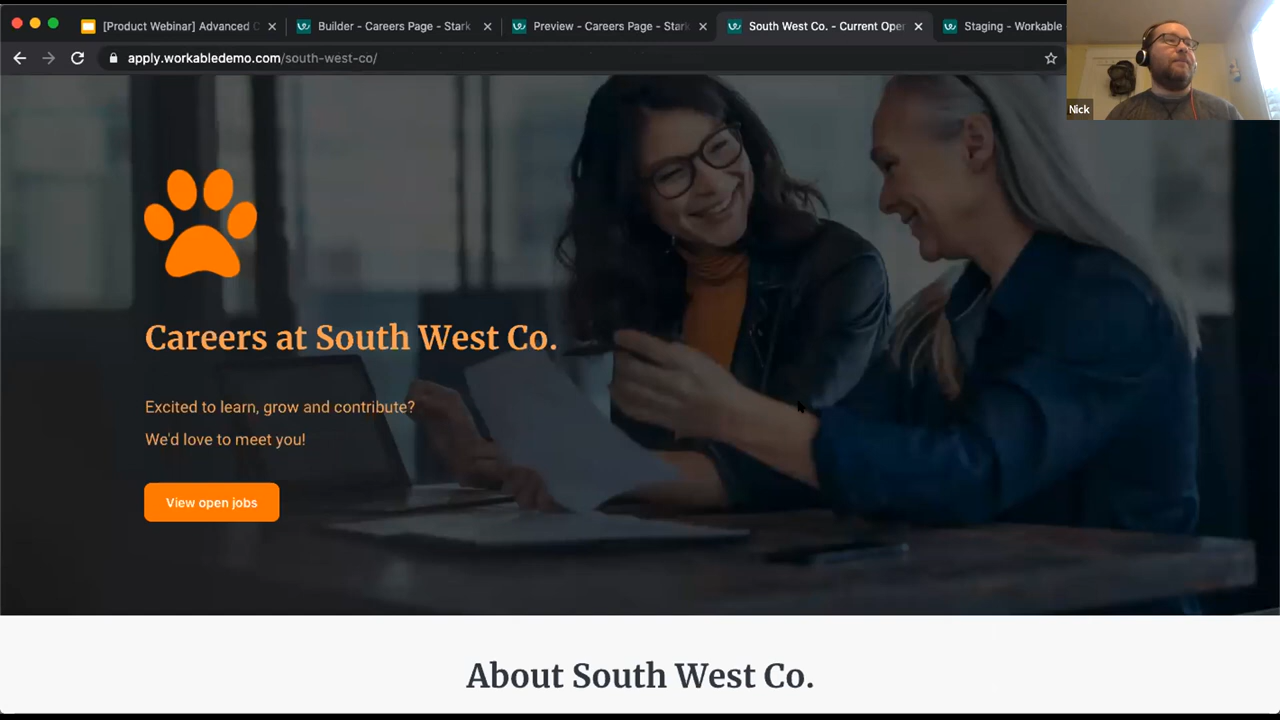 [Product Webinar] Advanced C
Builder - Careers Page - Stark
Preview - Careers Page - Stark
South West Co. - Current Oper
Staging - Workable
apply.workabledemo.com/south-west-co/
Nick
Careers at South West Co.
Excited to learn, grow and contribute?
We'd love to meet you!
View open jobs
About South West Co.